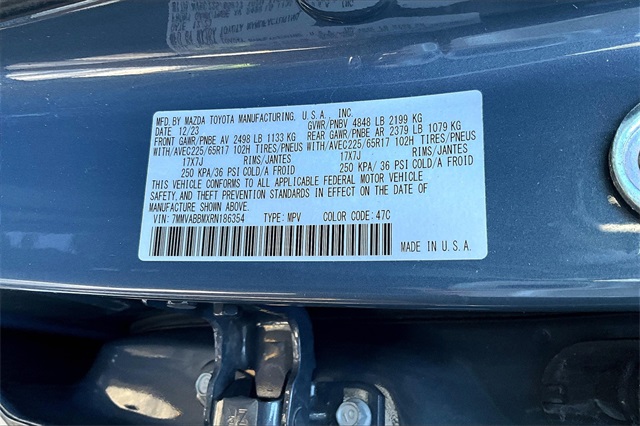 MFD. BY MAZDA TOYOTA MANUFACTURING, U.S.A., INC.
DATE 12/23 GVWR/PNBV 4848 LB 2199 KG
FRONT GAWR/PNBE AV 2498 LB 1133 KG REAR GAWR/PNBE AR 2379 LB 1079 KG
WITH/AVEC225/65R17 102H TIRES/PNEUS WITH/AVEC225/65R17 102H TIRES/PNEUS
17X7J RIMS/JANTES 17X7J RIMS/JANTES
250 KPA/ 36 PSI COLD/A FROID 250 KPA/ 36 PSI COLD/A FROID
THIS VEHICLE CONFORMS TO ALL APPLICABLE FEDERAL MOTOR VEHICLE
SAFETY, AND THEFT PREVENTION STANDARDS IN EFFECT ON THE DATE OF
MANUFACTURE SHOWN ABOVE.
VIN: 7MMVABBMXRN186354 TYPE: MPV COLOR CODE: 47C
MADE IN U.S.A.